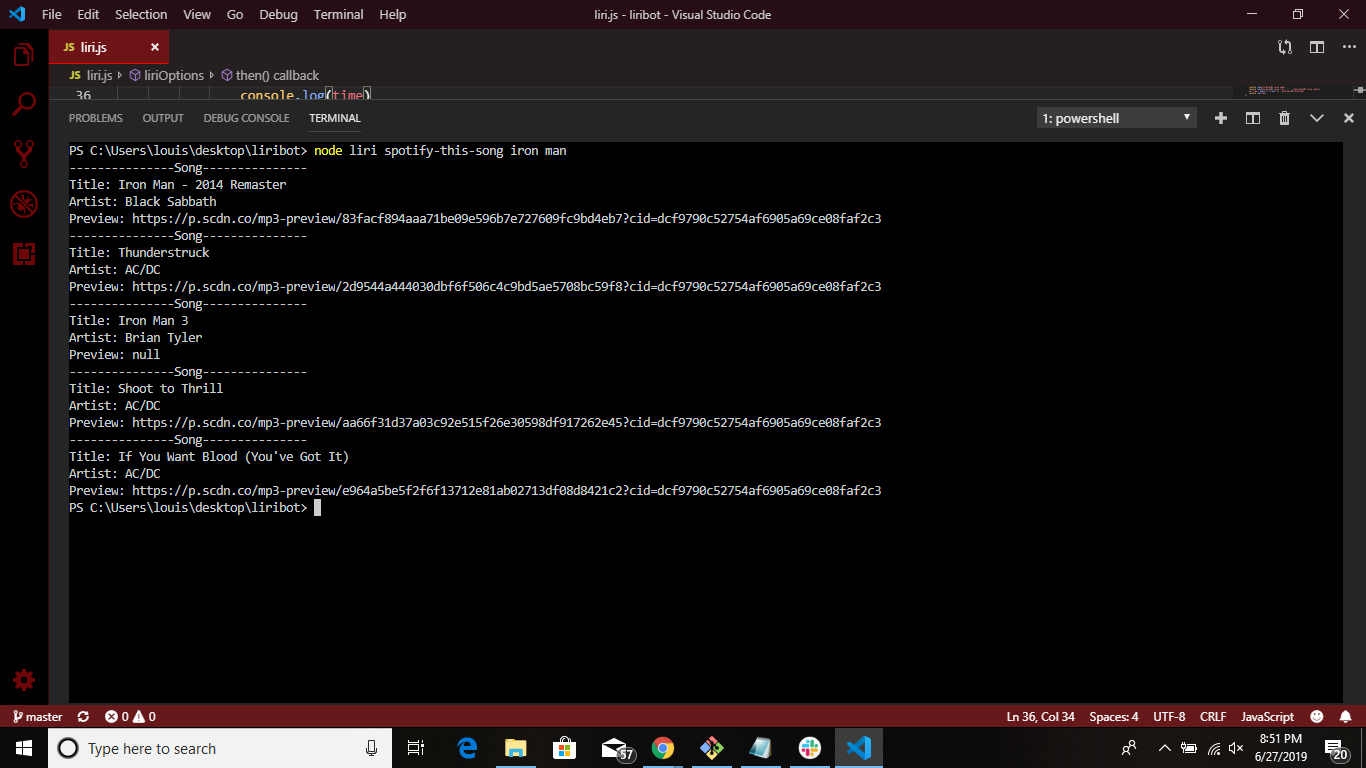 File Edit Selection View Go Debug Terminal Help
liri.js - liribot - Visual Studio Code
JS liri.js
JS liri.js liriOptions then() callback
36 console.log(time)
PROBLEMS OUTPUT DEBUG CONSOLE TERMINAL
1: powershell
PS C:\Users\louis\desktop\liribot> node liri spotify-this-song iron man
---------------Song---------------
Title: Iron Man - 2014 Remaster
Artist: Black Sabbath
Preview: https://p.scdn.co/mp3-preview/83facf894aaa71be09e596b7e727609fc9bd4eb7?cid=dcf9790c52754af6905a69ce08faf2c3
---------------Song---------------
Title: Thunderstruck
Artist: AC/DC
Preview: https://p.scdn.co/mp3-preview/2d9544a444030dbf6f506c4c9bd5ae5708bc59f8?cid=dcf9790c52754af6905a69ce08faf2c3
---------------Song---------------
Title: Iron Man 3
Artist: Brian Tyler
Preview: null
---------------Song---------------
Title: Shoot to Thrill
Artist: AC/DC
Preview: https://p.scdn.co/mp3-preview/aa66f31d37a03c92e515f26e30598df917262e45?cid=dcf9790c52754af6905a69ce08faf2c3
---------------Song---------------
Title: If You Want Blood (You've Got It)
Artist: AC/DC
Preview: https://p.scdn.co/mp3-preview/e964a5be5f2f6f13712e81ab02713df08d8421c2?cid=dcf9790c52754af6905a69ce08faf2c3
PS C:\Users\louis\desktop\liribot>
master 0 0 Ln 36, Col 34 Spaces: 4 UTF-8 CRLF JavaScript
Type here to search
57
8:51 PM
6/27/2019
20